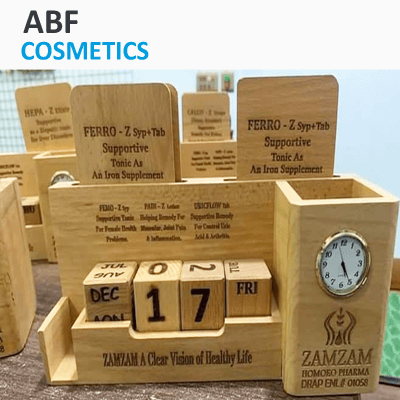 ABF
COSMETICS
HEPA - Z
FERRO - Z Syp+Tab
Supportive
Tonic As
An Iron Supplement
FERRO - Z Syp+Tab
Supportive
Tonic As
An Iron Supplement
FEMO - Z Syp
Supportive Tonic
For Female Health
Problems.
PAIN - Z
Helping Remedy For
Muscular, Joint Pain
& Inflammation.
URICFLOW Tab
Supportive Remedy
For Control Uric
Acid & Arthritis.
JUL
AUG
DEC
NOV
0
1
2
7
TUE
FRI
ZAMZAM A Clear Vision of Healthy Life
ZAMZAM
HOMOEO PHARMA
DRAP ENL# 01058